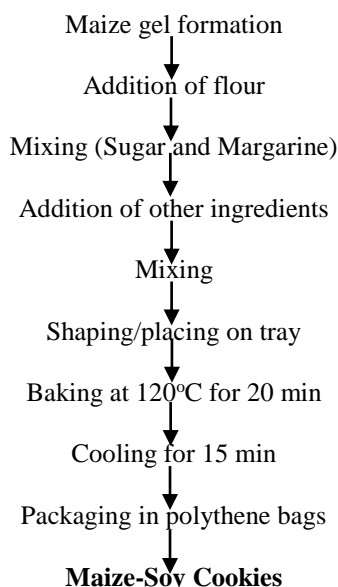 Maize gel formation
Addition of flour
Mixing (Sugar and Margarine)
Addition of other ingredients
Mixing
Shaping/placing on tray
Baking at 120°C for 20 min
Cooling for 15 min
Packaging in polythene bags
Maize-Soy Cookies